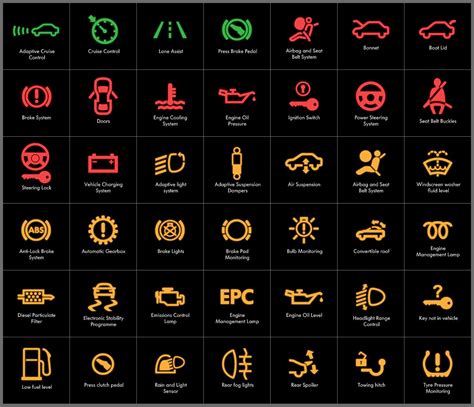 Adaptive Cruise
Control
Cruise Control
Lane Assist
Press Brake Pedal
Airbag and Seat
Belt System
Bonnet
Boot Lid
Brake System
Doors
Engine Cooling
System
Engine Oil
Pressure
Ignition Switch
Power Steering
System
Seat Belt Buckles
Steering Lock
Vehicle Charging
System
Adaptive light
system
Adaptive Suspension
Dampers
Air Suspension
Airbag and Seat
Belt System
Windscreen washer
fluid level
ABS
Anti-Lock Brake
System
Automatic Gearbox
Brake Lights
Brake Pad
Monitoring
Bulb Monitoring
Convertible roof
Engine
Management Lamp
Diesel Particulate
Filter
Electronic Stability
Programme
Emissions Control
Lamp
EPC
Engine
Management Lamp
Engine Oil Level
Headlight Range
Control
?
Key not in vehicle
Low fuel level
Press clutch pedal
Rain and Light
Sensor
Rear fog lights
Rear Spoiler
Towing hitch
Tyre Pressure
Monitoring